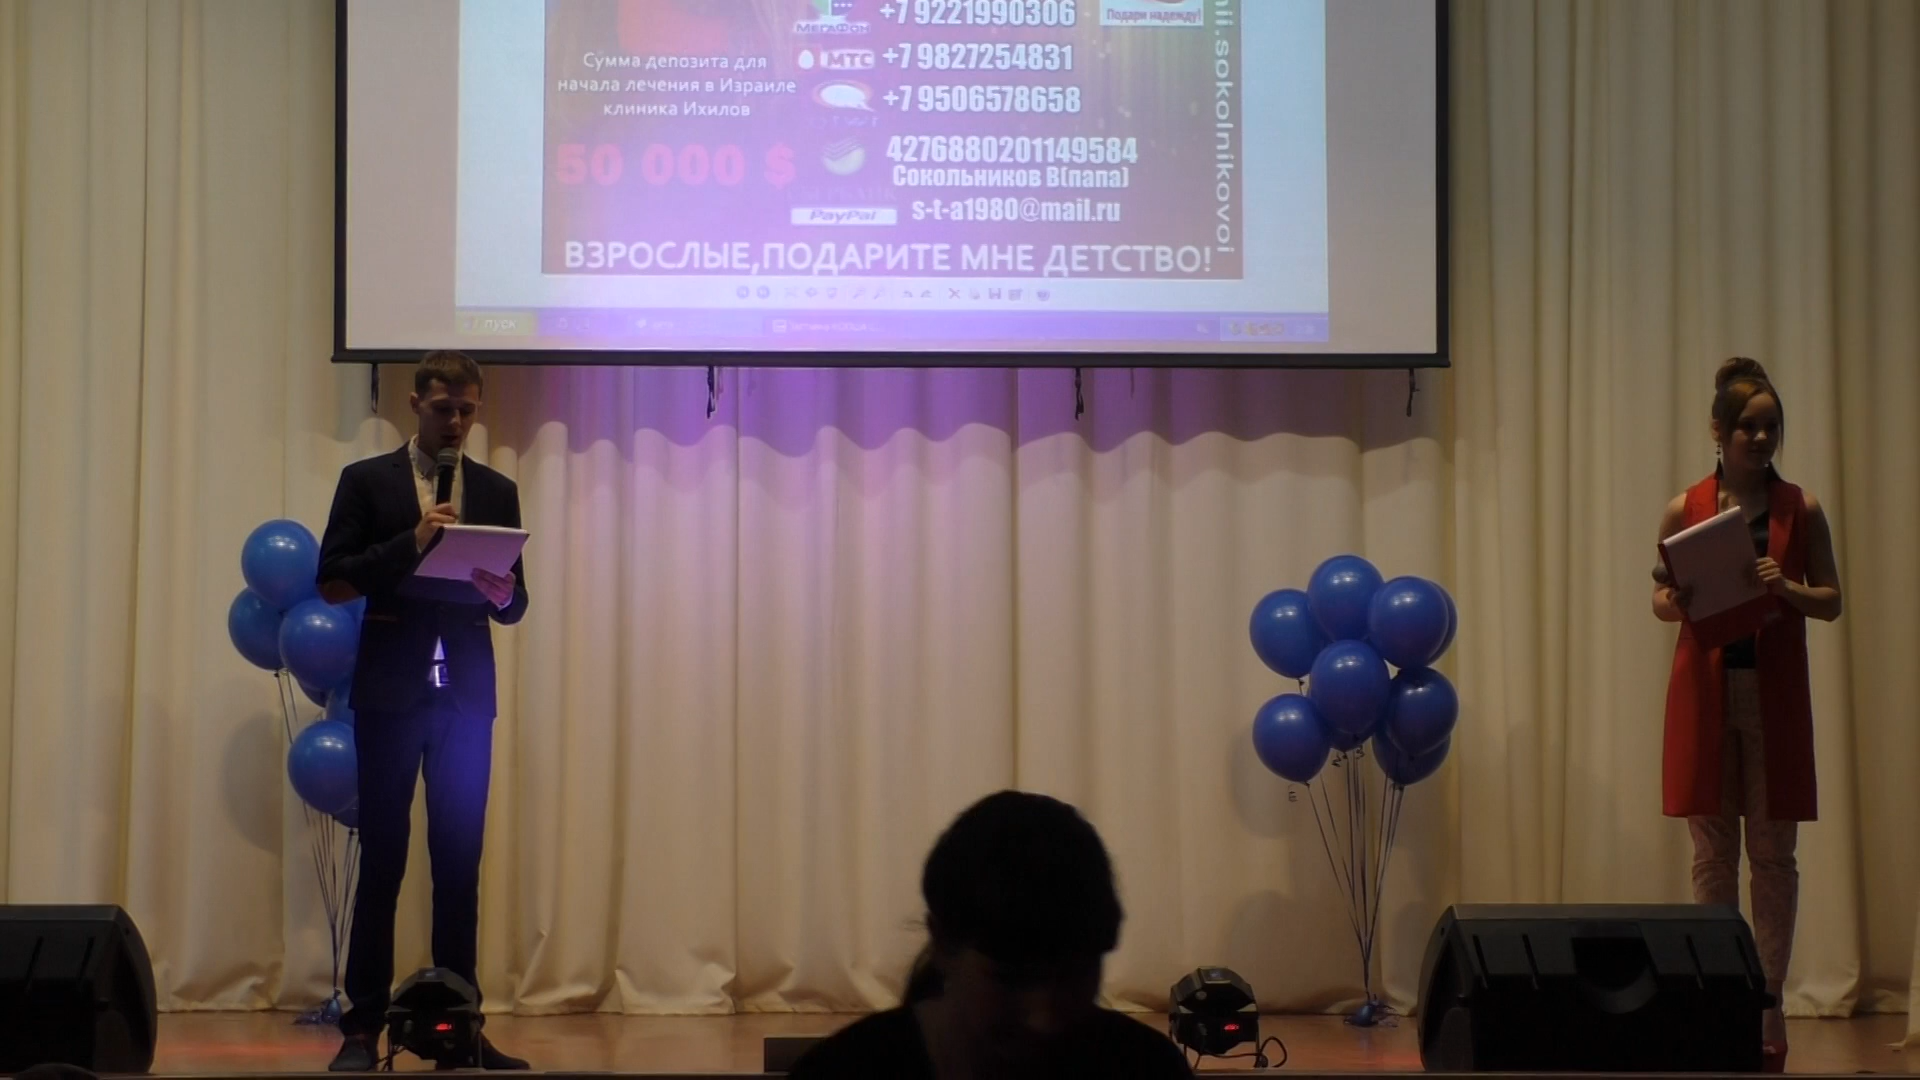 МЕГАФОН +7 9221990306
Подари надежду!
МТС +7 9827254831
+7 9506578658
Сумма депозита для
начала лечения в Израиле
клиника Ихилов
50 000 $
4276880201149584
Сокольников В(папа)
PayPal s-t-a1980@mail.ru
ВЗРОСЛЫЕ,ПОДАРИТЕ МНЕ ДЕТСТВО!
sokolnikovoi
пуск